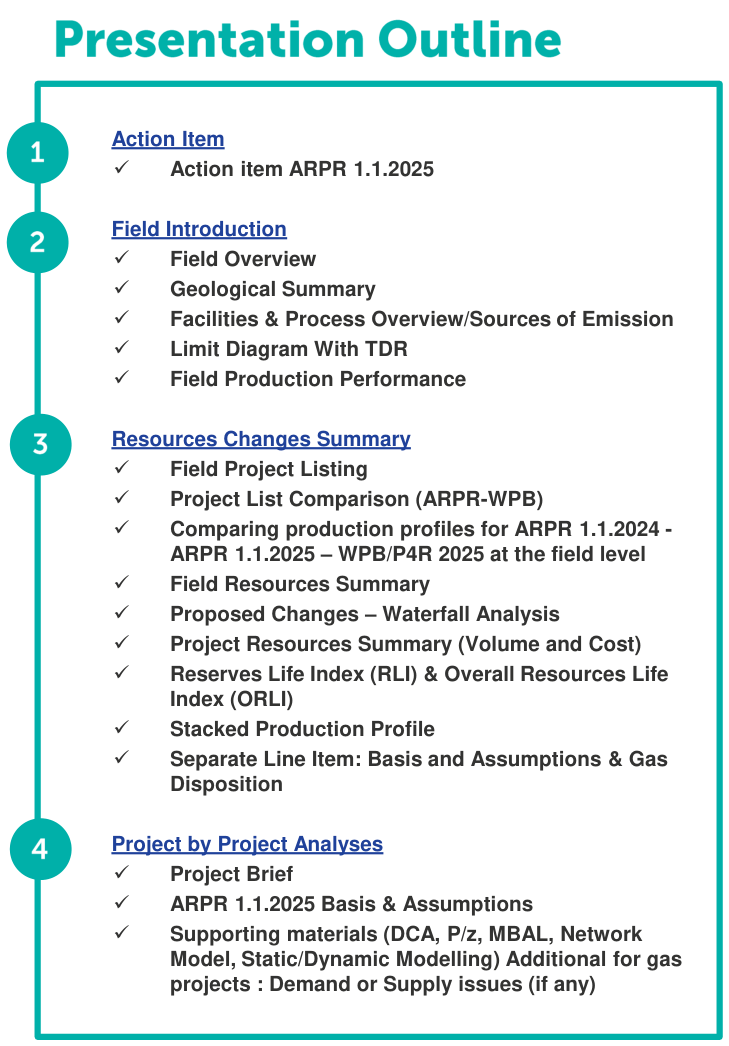 Presentation Outline
1
Action Item
✓ Action item ARPR 1.1.2025
2
Field Introduction
✓ Field Overview
✓ Geological Summary
✓ Facilities & Process Overview/Sources of Emission
✓ Limit Diagram With TDR
✓ Field Production Performance
3
Resources Changes Summary
✓ Field Project Listing
✓ Project List Comparison (ARPR-WPB)
✓ Comparing production profiles for ARPR 1.1.2024 -
ARPR 1.1.2025 – WPB/P4R 2025 at the field level
✓ Field Resources Summary
✓ Proposed Changes – Waterfall Analysis
✓ Project Resources Summary (Volume and Cost)
✓ Reserves Life Index (RLI) & Overall Resources Life
Index (ORLI)
✓ Stacked Production Profile
✓ Separate Line Item: Basis and Assumptions & Gas
Disposition
4
Project by Project Analyses
✓ Project Brief
✓ ARPR 1.1.2025 Basis & Assumptions
✓ Supporting materials (DCA, P/z, MBAL, Network
Model, Static/Dynamic Modelling) Additional for gas
projects : Demand or Supply issues (if any)